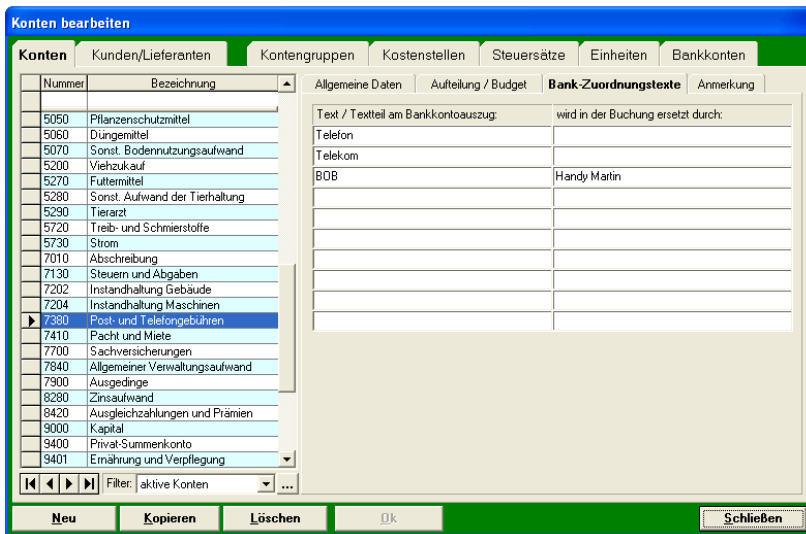 Konten bearbeiten
Konten Kunden/Lieferanten Kontengruppen Kostenstellen Steuersätze Einheiten Bankkonten
Nummer Bezeichnung
5050 Pflanzenschutzmittel
5060 Düngemittel
5070 Sonst. Bodennutzungsaufwand
5200 Viehzukauf
5270 Futtermittel
5280 Sonst. Aufwand der Tierhaltung
5290 Tierarzt
5720 Treib- und Schmierstoffe
5730 Strom
7010 Abschreibung
7130 Steuern und Abgaben
7202 Instandhaltung Gebäude
7204 Instandhaltung Maschinen
7380 Post- und Telefongebühren
7410 Pacht und Miete
7700 Sachversicherungen
7840 Allgemeiner Verwaltungsaufwand
7900 Ausgedinge
8280 Zinsaufwand
8420 Ausgleichzahlungen und Prämien
9000 Kapital
9400 Privat-Summenkonto
9401 Ernährung und Verpflegung
Filter: aktive Konten ...
Allgemeine Daten Aufteilung / Budget Bank-Zuordnungstexte Anmerkung
Text / Textteil am Bankkontoauszug: wird in der Buchung ersetzt durch:
Telefon
Telekom
BOB Handy Martin
Neu Kopieren Löschen Ok Schließen